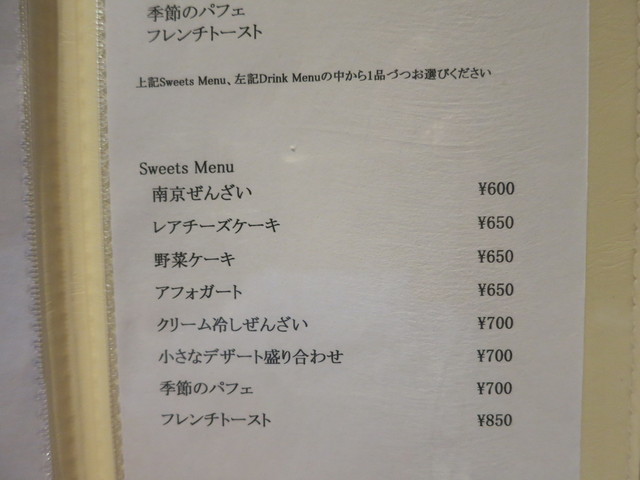 季節のパフェ
フレンチトースト
上記Sweets Menu、左記Drink Menuの中から1品づつお選びください
Sweets Menu
南京ぜんざい ¥600
レアチーズケーキ ¥650
野菜ケーキ ¥650
アフォガート ¥650
クリーム冷しぜんざい ¥700
小さなデザート盛り合わせ ¥700
季節のパフェ ¥700
フレンチトースト ¥850